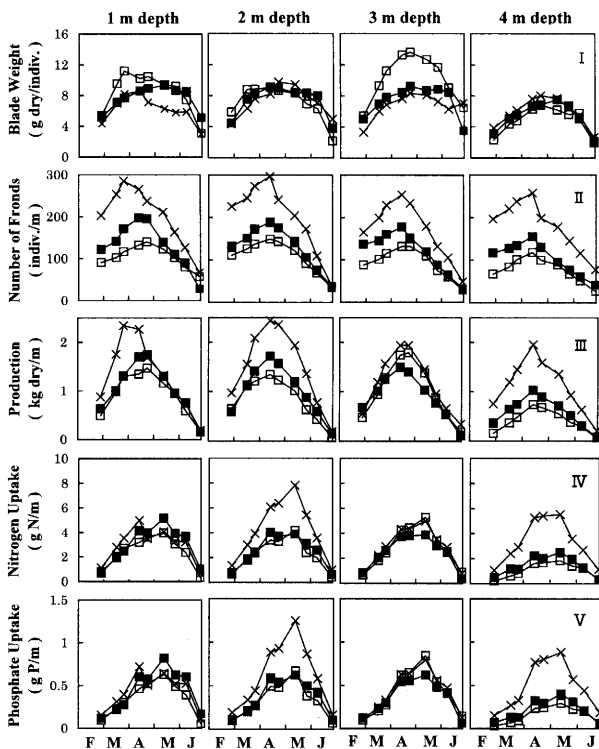 1 m depth 2 m depth 3 m depth 4 m depth
Blade Weight
( g dry/indiv. )
16
12
8
4
0
I
Number of Fronds
( indiv./m )
300
200
100
0
II
Production
( kg dry/m )
2
1
0
III
Nitrogen Uptake
( g N/m )
10
8
6
4
2
0
IV
Phosphate Uptake
( g P/m )
1.5
1
0.5
0
V
F M A M J F M A M J F M A M J F M A M J